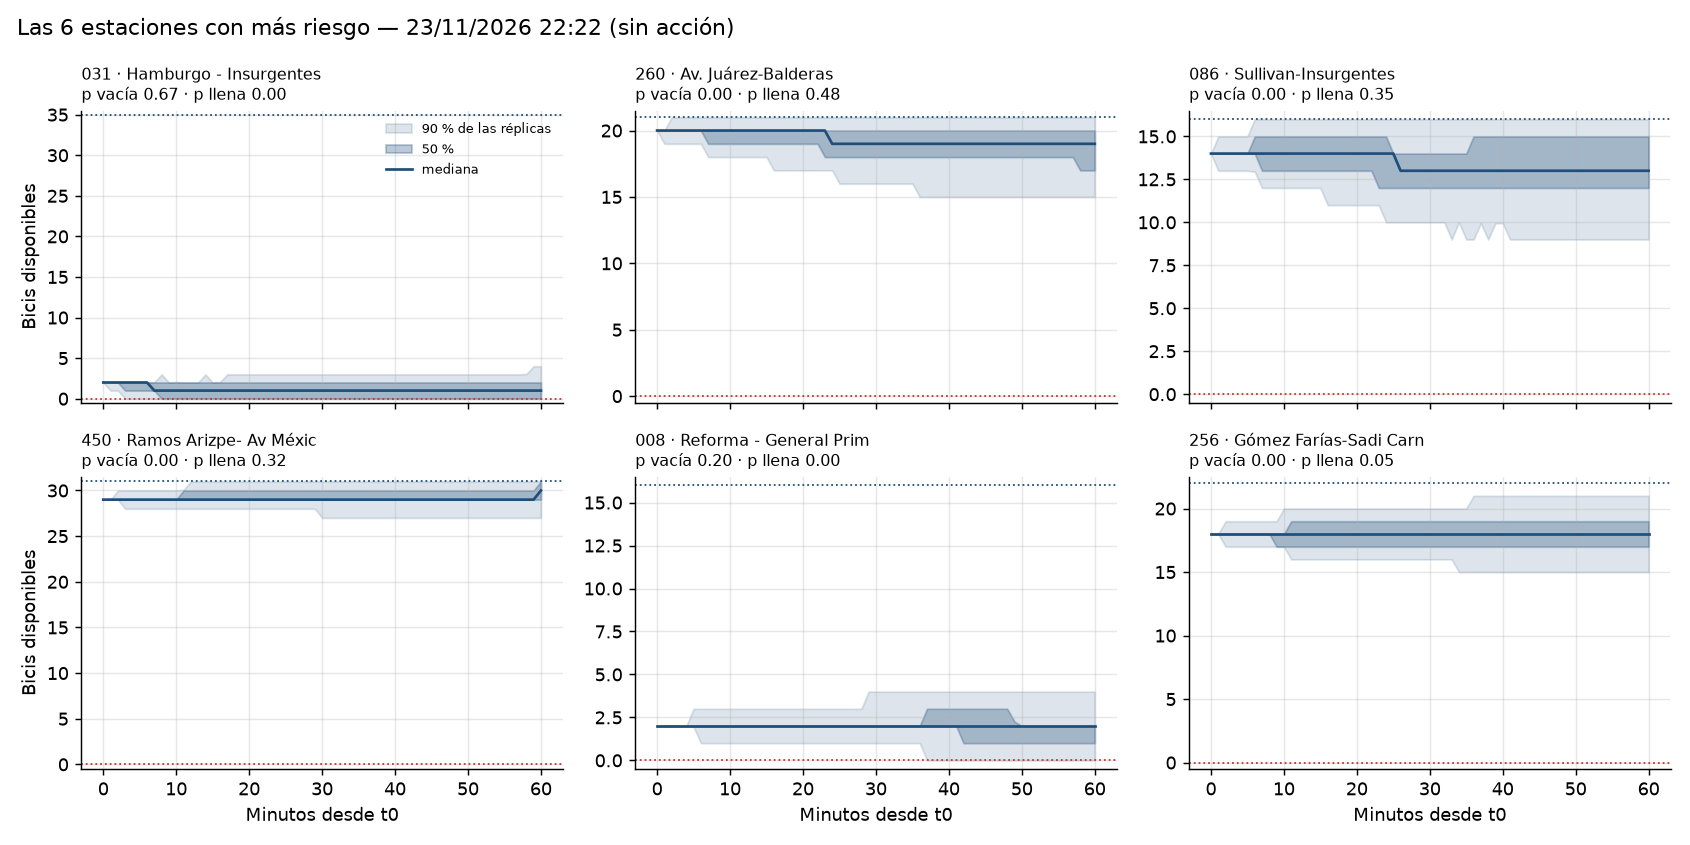 Las 6 estaciones con más riesgo — 23/11/2026 22:22 (sin acción)
031 · Hamburgo - Insurgentes
p vacía 0.67 · p llena 0.00
Bicis disponibles
35
30
25
20
15
10
5
0
90 % de las réplicas
50 %
mediana
260 · Av. Juárez-Balderas
p vacía 0.00 · p llena 0.48
20
15
10
5
0
086 · Sullivan-Insurgentes
p vacía 0.00 · p llena 0.35
15.0
12.5
10.0
7.5
5.0
2.5
0.0
450 · Ramos Arizpe- Av Méxic
p vacía 0.00 · p llena 0.32
Bicis disponibles
30
25
20
15
10
5
0
0 10 20 30 40 50 60
Minutos desde t0
008 · Reforma - General Prim
p vacía 0.20 · p llena 0.00
15.0
12.5
10.0
7.5
5.0
2.5
0.0
0 10 20 30 40 50 60
Minutos desde t0
256 · Gómez Farías-Sadi Carn
p vacía 0.00 · p llena 0.05
20
15
10
5
0
0 10 20 30 40 50 60
Minutos desde t0